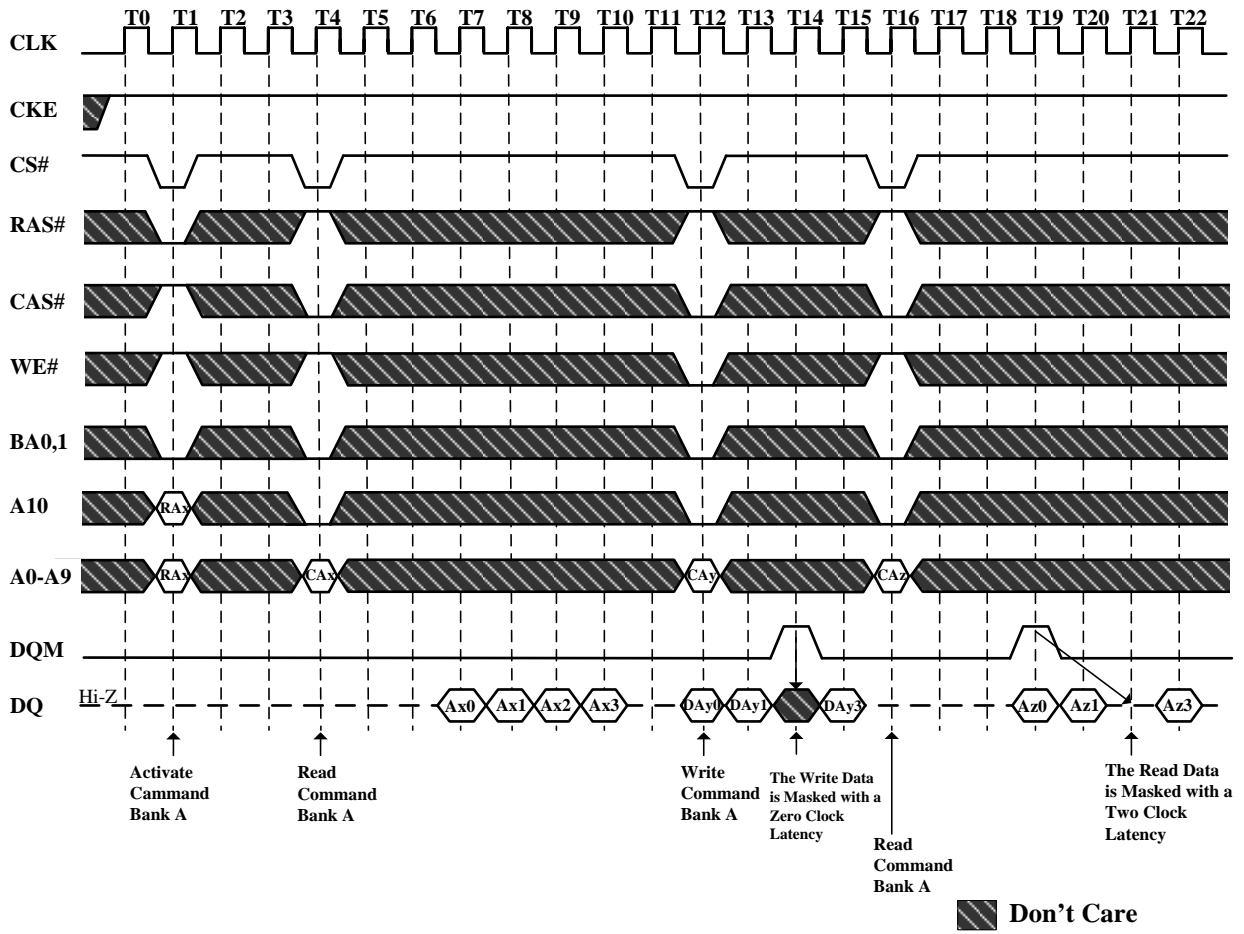 T0 T1 T2 T3 T4 T5 T6 T7 T8 T9 T10 T11 T12 T13 T14 T15 T16 T17 T18 T19 T20 T21 T22
CLK
CKE
CS#
RAS#
CAS#
WE#
BA0,1
A10 RAx
A0-A9 RAx CAx CAy CAz
DQM
DQ Hi-Z Ax0 Ax1 Ax2 Ax3 DAy0 DAy1 DAy3 Az0 Az1 Az3
Activate
Cammand
Bank A
Read
Command
Bank A
Write
Command
Bank A
The Write Data
is Masked with a
Zero Clock
Latency
Read
Command
Bank A
The Read Data
is Masked with a
Two Clock
Latency
Don't Care